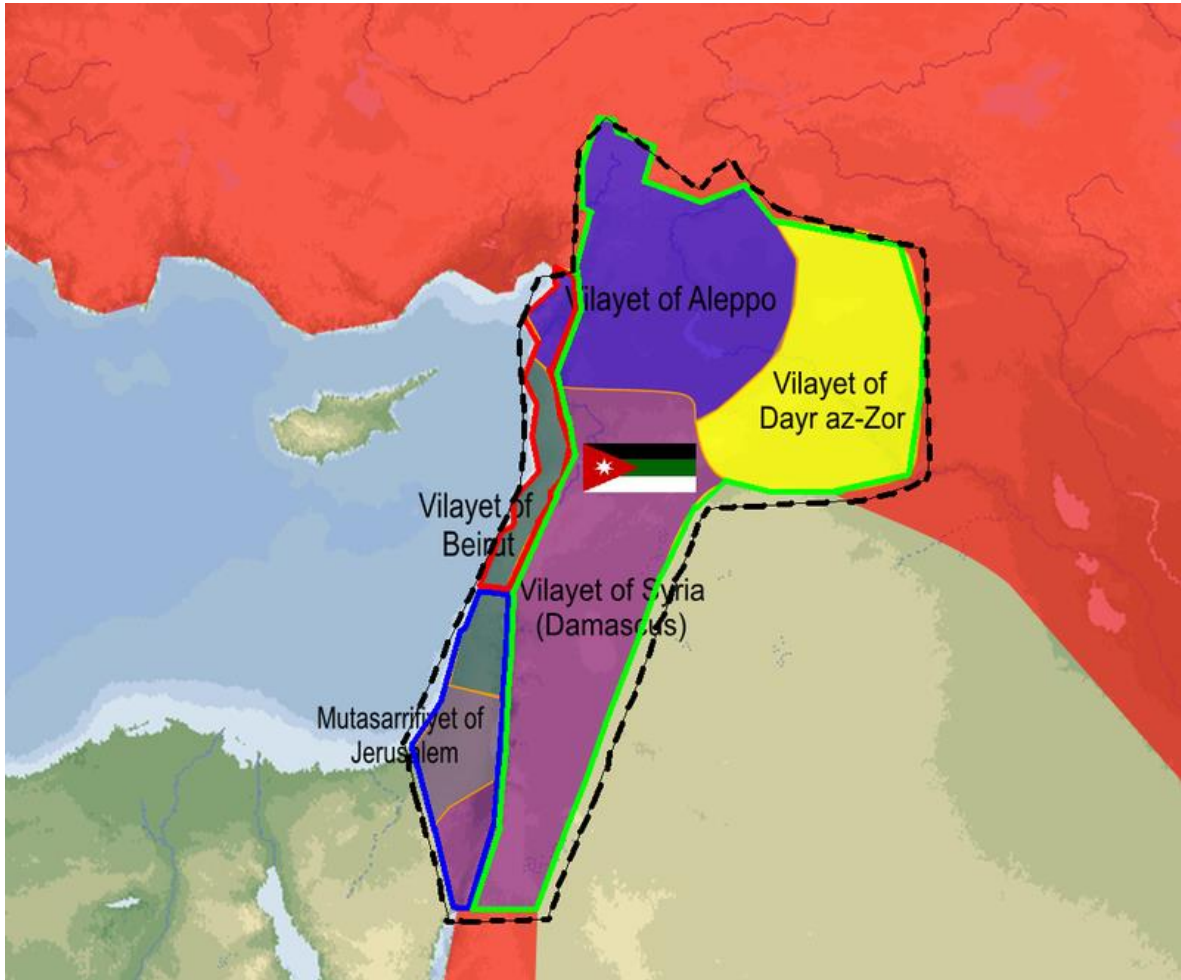 Vilayet of Aleppo
Vilayet of
Dayr az-Zor
Vilayet of
Beirut
Vilayet of Syria
(Damascus)
Mutasarrifiyet of
Jerusalem